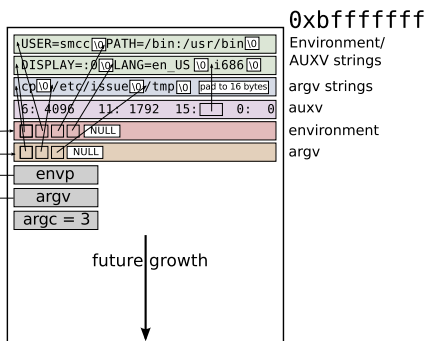 0xbfffffff
USER=smcc\0PATH=/bin:/usr/bin\0
Environment/
AUXV strings
DISPLAY=:0\0LANG=en_US \0i686\0
cp\0/etc/issue\0/tmp\0 pad to 16 bytes
argv strings
6: 4096 11: 1792 15: 0: 0
auxv
NULL
environment
NULL
argv
envp
argv
argc = 3
future growth